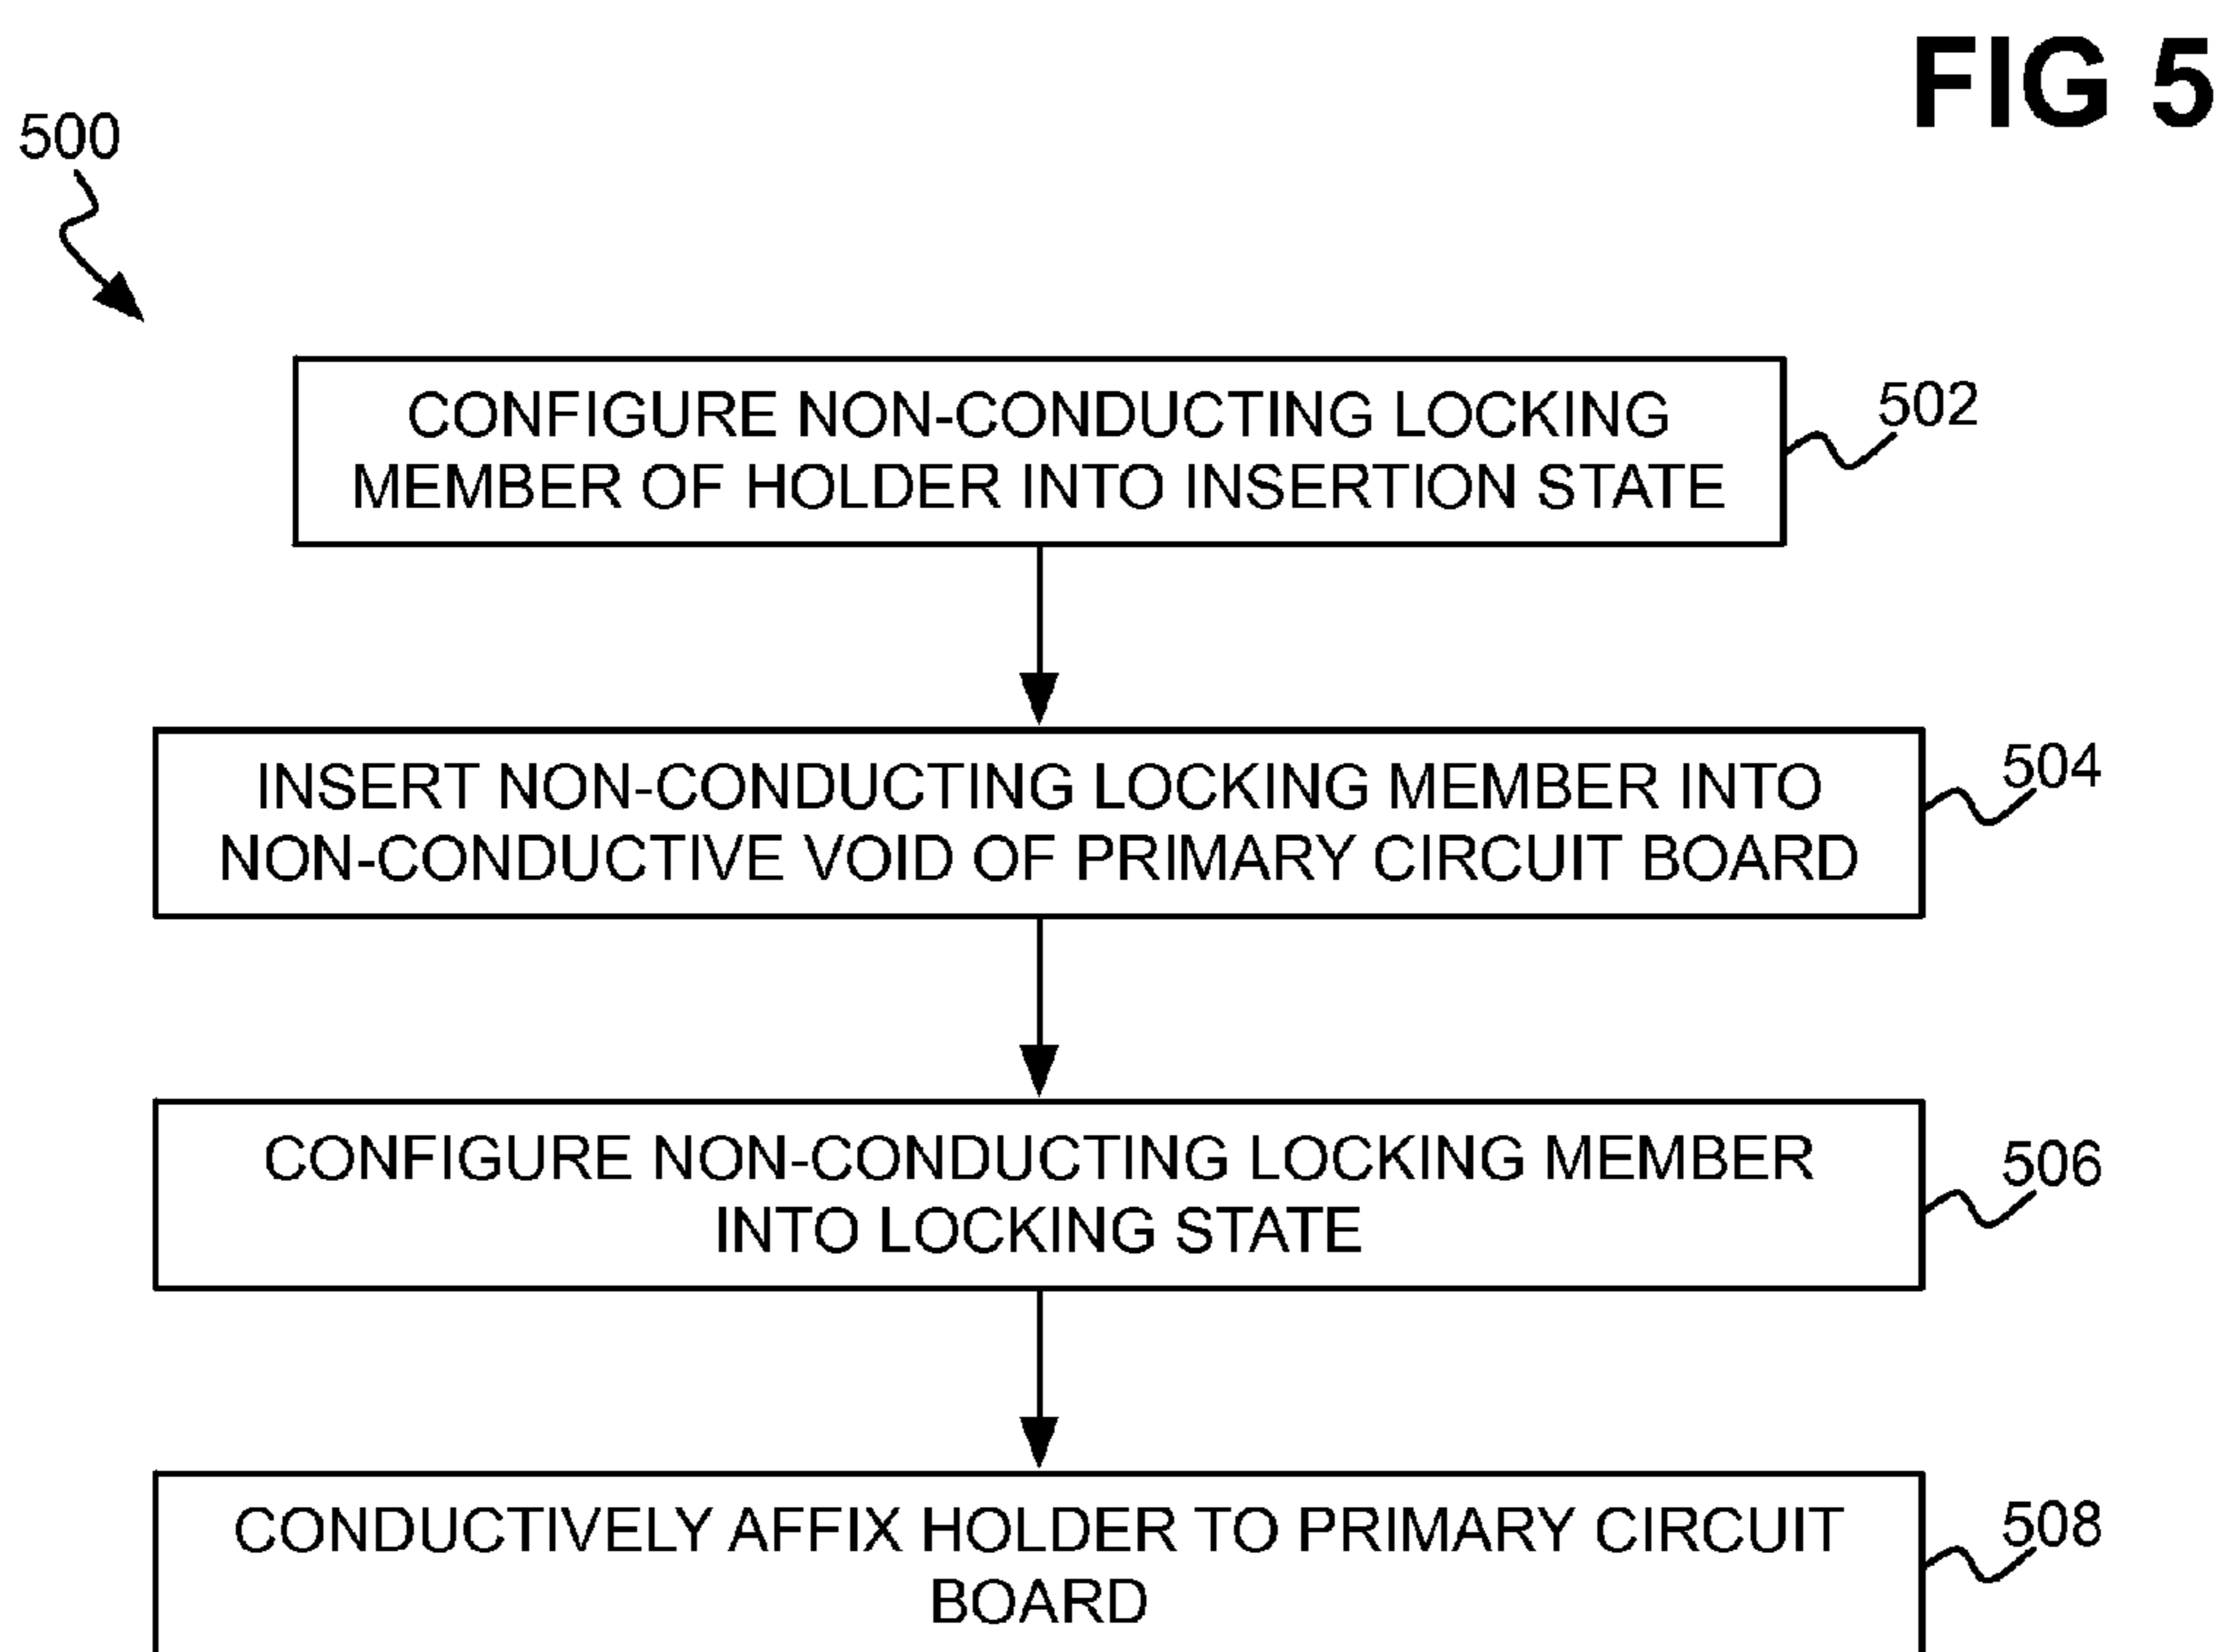 FIG 5
500
CONFIGURE NON-CONDUCTING LOCKING
MEMBER OF HOLDER INTO INSERTION STATE
502
INSERT NON-CONDUCTING LOCKING MEMBER INTO
NON-CONDUCTIVE VOID OF PRIMARY CIRCUIT BOARD
504
CONFIGURE NON-CONDUCTING LOCKING MEMBER
INTO LOCKING STATE
506
CONDUCTIVELY AFFIX HOLDER TO PRIMARY CIRCUIT
BOARD
508